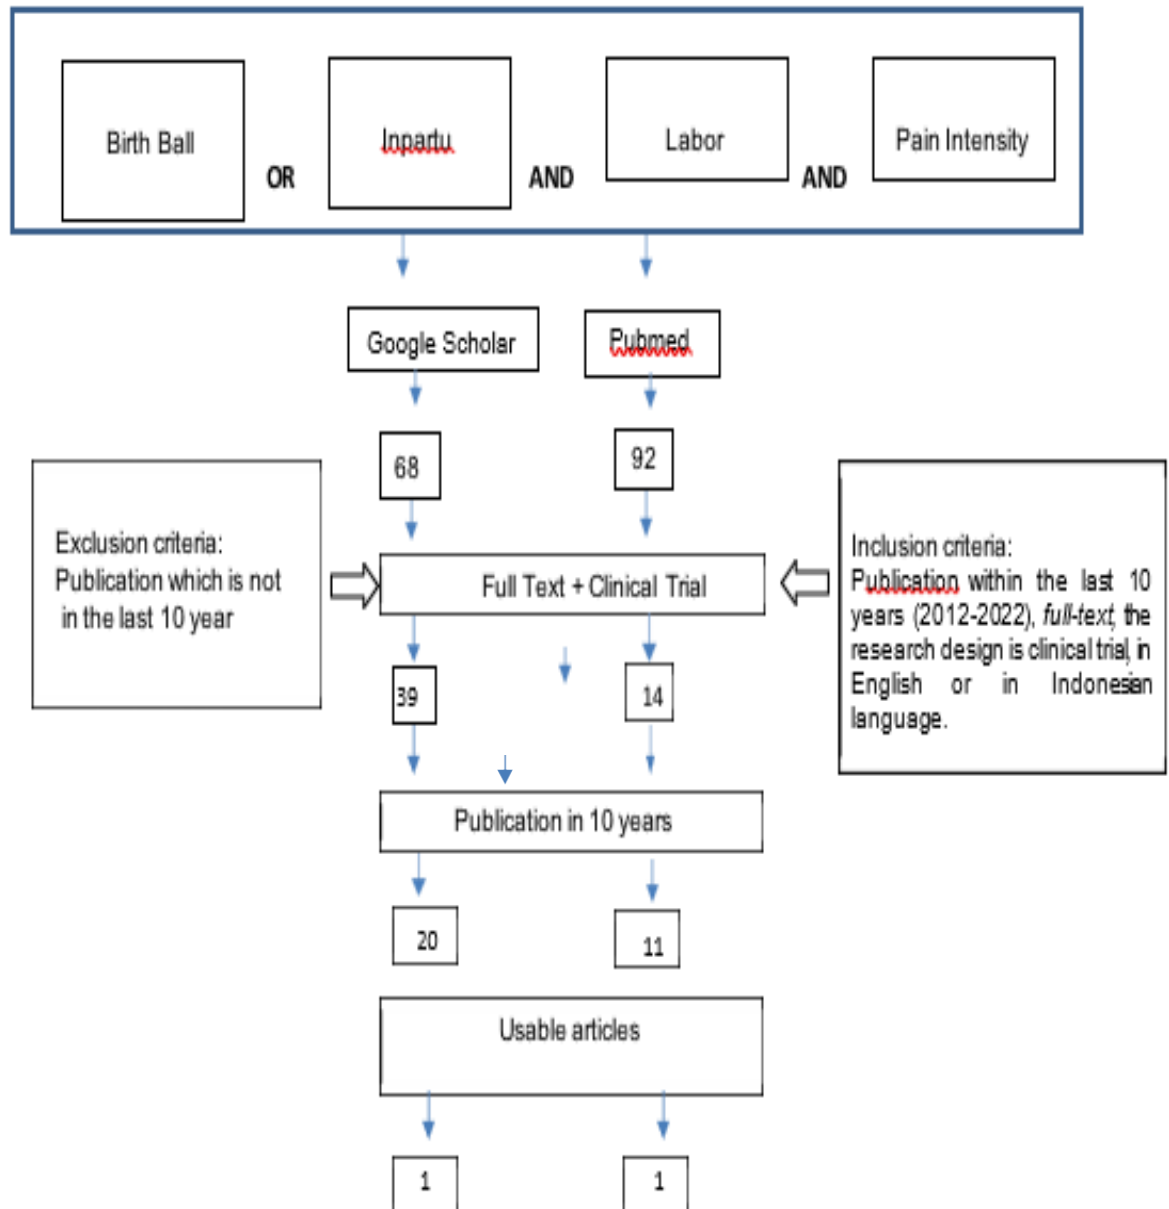 Birth Ball
OR
Inpartu
AND
Labor
AND
Pain Intensity
Google Scholar
Pubmed
68
92
Exclusion criteria:
Publication which is not
in the last 10 year
Full Text + Clinical Trial
Inclusion criteria:
Publication within the last 10
years (2012-2022), full-text, the
research design is clinical trial, in
English or in Indonesian
language.
39
14
Publication in 10 years
20
11
Usable articles
1
1